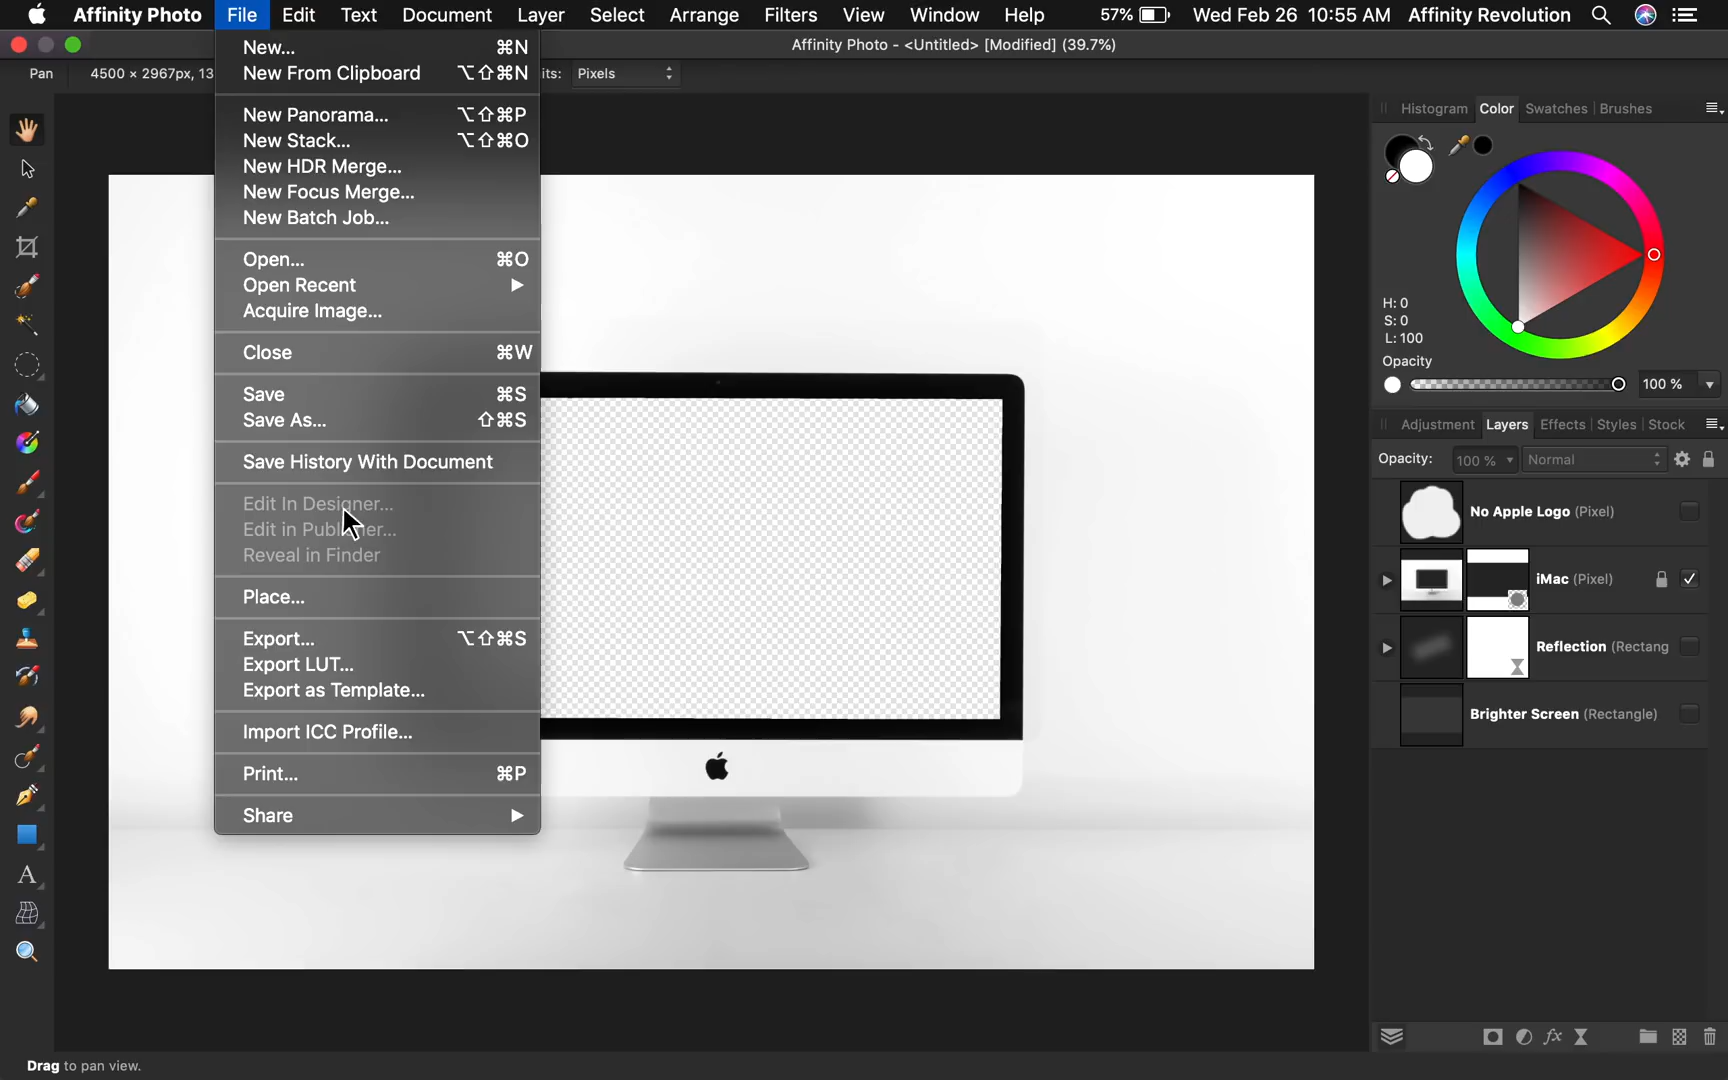 Affinity Photo File Edit Text Document Layer Select Arrange Filters View Window Help 57% Wed Feb 26 10:55 AM Affinity Revolution
Affinity Photo - <Untitled> [Modified] (39.7%)
Pan 4500 × 2967px, 13 its: Pixels
New... ⌘N
New From Clipboard ⌥⇧⌘N
New Panorama... ⌥⇧⌘P
New Stack... ⌥⇧⌘O
New HDR Merge...
New Focus Merge...
New Batch Job...
Open... ⌘O
Open Recent
Acquire Image...
Close ⌘W
Save ⌘S
Save As... ⇧⌘S
Save History With Document
Edit In Designer...
Edit in Pub er...
Reveal in Finder
Place...
Export... ⌥⇧⌘S
Export LUT...
Export as Template...
Import ICC Profile...
Print... ⌘P
Share
Histogram Color Swatches Brushes
H: 0
S: 0
L: 100
Opacity
100 %
Adjustment Layers Effects Styles Stock
Opacity: 100 % Normal
No Apple Logo (Pixel)
iMac (Pixel)
Reflection (Rectang
Brighter Screen (Rectangle)
Drag to pan view.